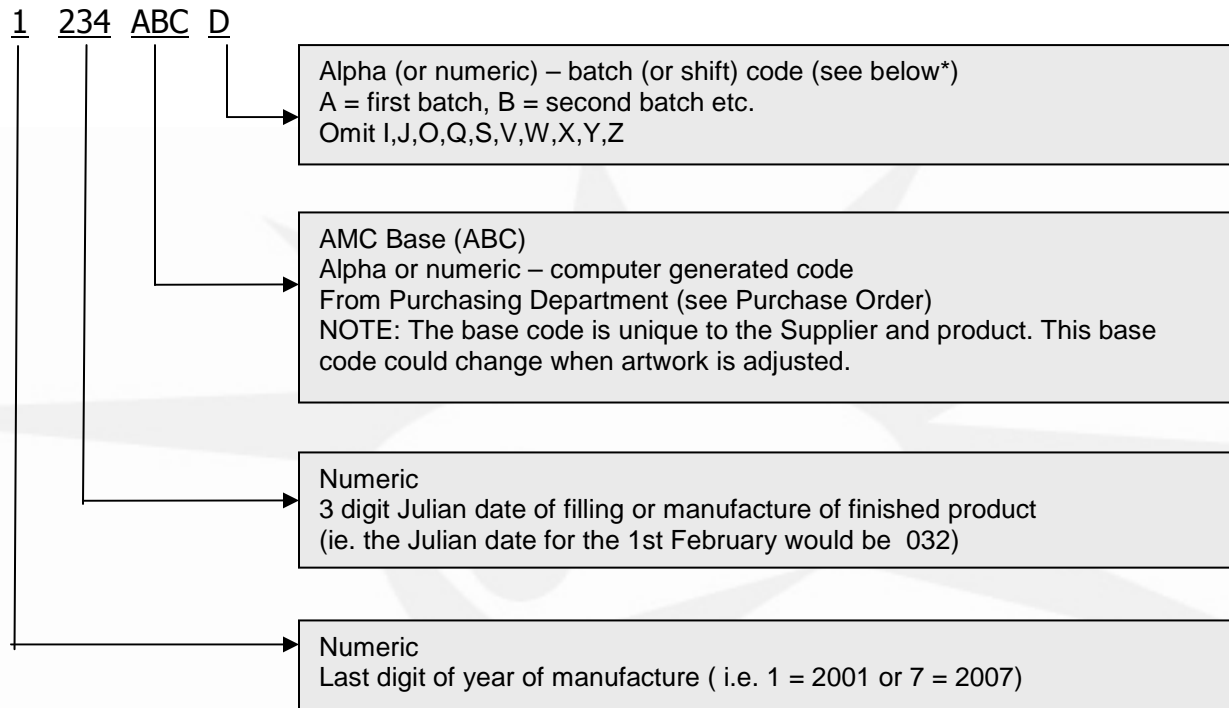 1 234 ABC D
Alpha (or numeric) – batch (or shift) code (see below*)
A = first batch, B = second batch etc.
Omit I,J,O,Q,S,V,W,X,Y,Z
AMC Base (ABC)
Alpha or numeric – computer generated code
From Purchasing Department (see Purchase Order)
NOTE: The base code is unique to the Supplier and product. This base
code could change when artwork is adjusted.
Numeric
3 digit Julian date of filling or manufacture of finished product
(ie. the Julian date for the 1st February would be 032)
Numeric
Last digit of year of manufacture ( i.e. 1 = 2001 or 7 = 2007)